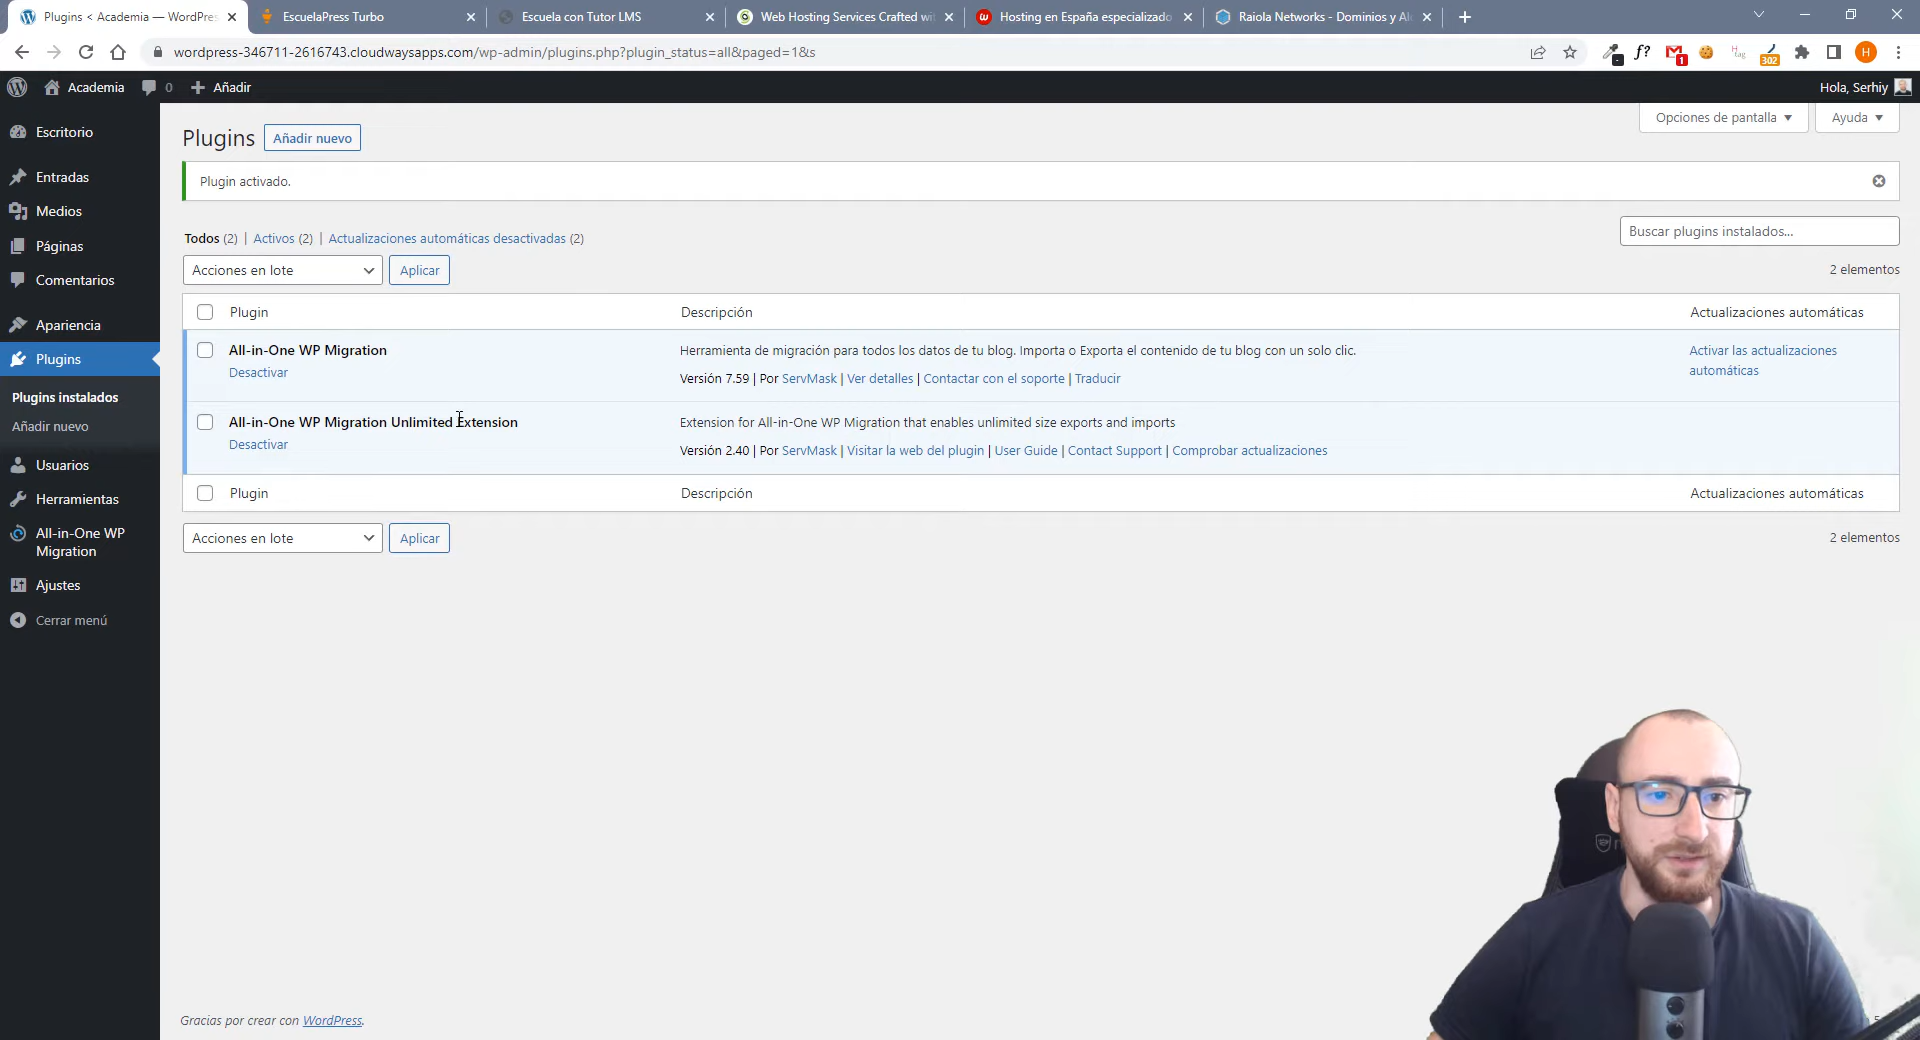 Plugins < Academia — WordPres
EscuelaPress Turbo
Escuela con Tutor LMS
Web Hosting Services Crafted wit
Hosting en España especializado
Raiola Networks - Dominios y Al
wordpress-346711-2616743.cloudwaysapps.com/wp-admin/plugins.php?plugin_status=all&paged=1&s
f?
1
tag
302
H
Academia
0
Añadir
Hola, Serhiy
Escritorio
Entradas
Medios
Páginas
Comentarios
Apariencia
Plugins
Plugins instalados
Añadir nuevo
Usuarios
Herramientas
All-in-One WP
Migration
Ajustes
Cerrar menú
Opciones de pantalla
Ayuda
Plugins
Añadir nuevo
Plugin activado.
Todos (2) | Activos (2) | Actualizaciones automáticas desactivadas (2)
Buscar plugins instalados...
Acciones en lote
Aplicar
2 elementos
Plugin
Descripción
Actualizaciones automáticas
All-in-One WP Migration
Desactivar
Herramienta de migración para todos los datos de tu blog. Importa o Exporta el contenido de tu blog con un solo clic.
Versión 7.59 | Por ServMask | Ver detalles | Contactar con el soporte | Traducir
Activar las actualizaciones
automáticas
All-in-One WP Migration Unlimited Extension
Desactivar
Extension for All-in-One WP Migration that enables unlimited size exports and imports
Versión 2.40 | Por ServMask | Visitar la web del plugin | User Guide | Contact Support | Comprobar actualizaciones
Plugin
Descripción
Actualizaciones automáticas
Acciones en lote
Aplicar
2 elementos
Gracias por crear con WordPress.